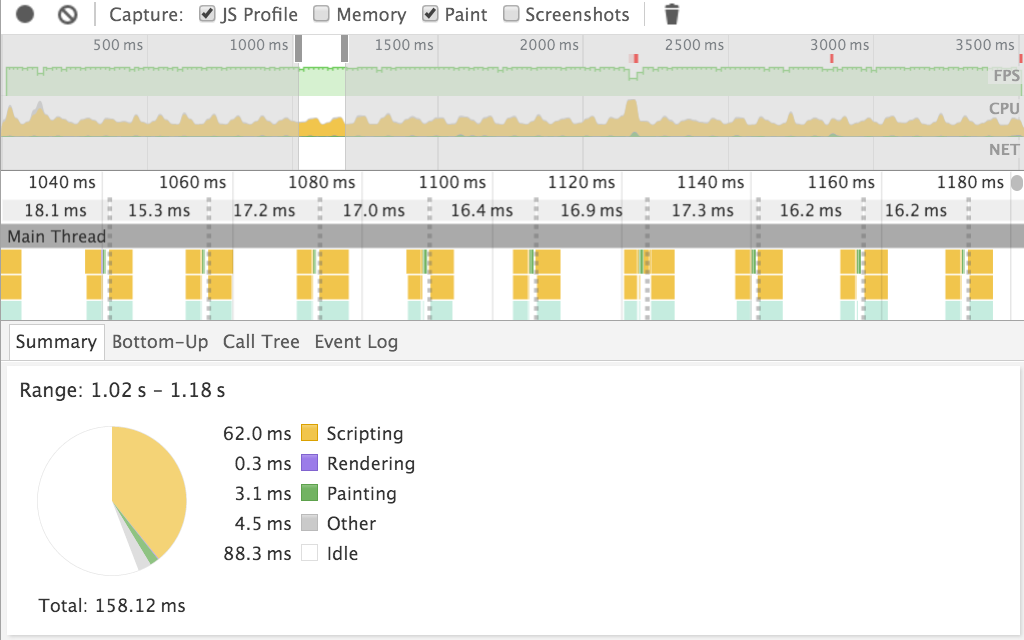 Capture: JS Profile Memory Paint Screenshots
500 ms 1000 ms 1500 ms 2000 ms 2500 ms 3000 ms 3500 ms
FPS
CPU
NET
1040 ms 1060 ms 1080 ms 1100 ms 1120 ms 1140 ms 1160 ms 1180 ms
18.1 ms 15.3 ms 17.2 ms 17.0 ms 16.4 ms 16.9 ms 17.3 ms 16.2 ms 16.2 ms
Main Thread
Summary Bottom-Up Call Tree Event Log
Range: 1.02 s – 1.18 s
62.0 ms Scripting
0.3 ms Rendering
3.1 ms Painting
4.5 ms Other
88.3 ms Idle
Total: 158.12 ms